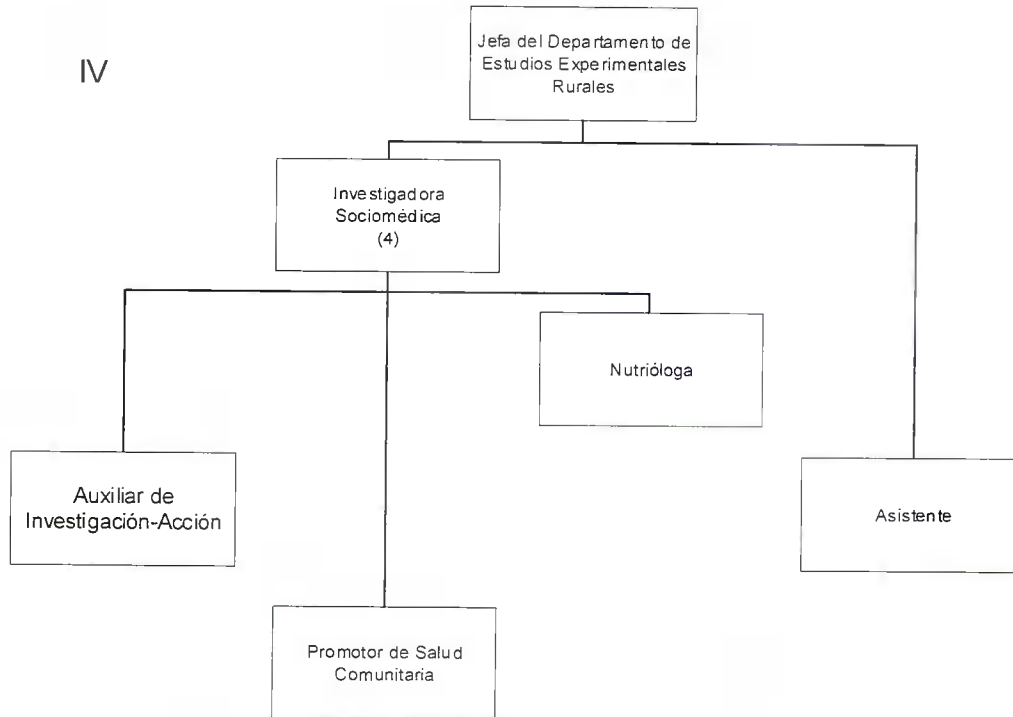 IV
Jefa del Departamento de
Estudios Experimentales
Rurales
Investigadora
Sociomédica
(4)
Nutrióloga
Auxiliar de
Investigación-Acción
Asistente
Promotor de Salud
Comunitaria